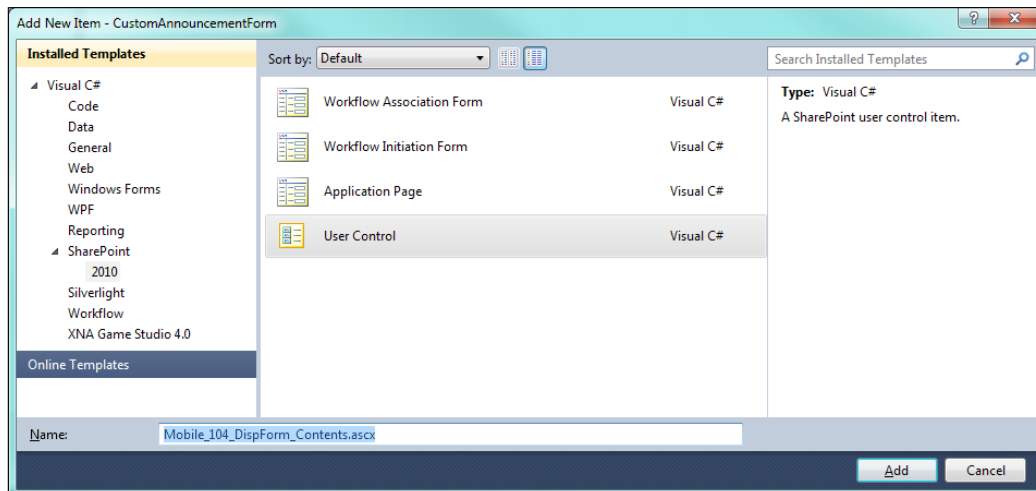 Add New Item - CustomAnnouncementForm
?
X
Installed Templates
Sort by: Default
Search Installed Templates
Visual C#
Code
Data
General
Web
Windows Forms
WPF
Reporting
SharePoint
2010
Silverlight
Workflow
XNA Game Studio 4.0
Online Templates
Workflow Association Form Visual C#
Workflow Initiation Form Visual C#
Application Page Visual C#
User Control Visual C#
Type: Visual C#
A SharePoint user control item.
Name: Mobile_104_DispForm_Contents.ascx
Add Cancel